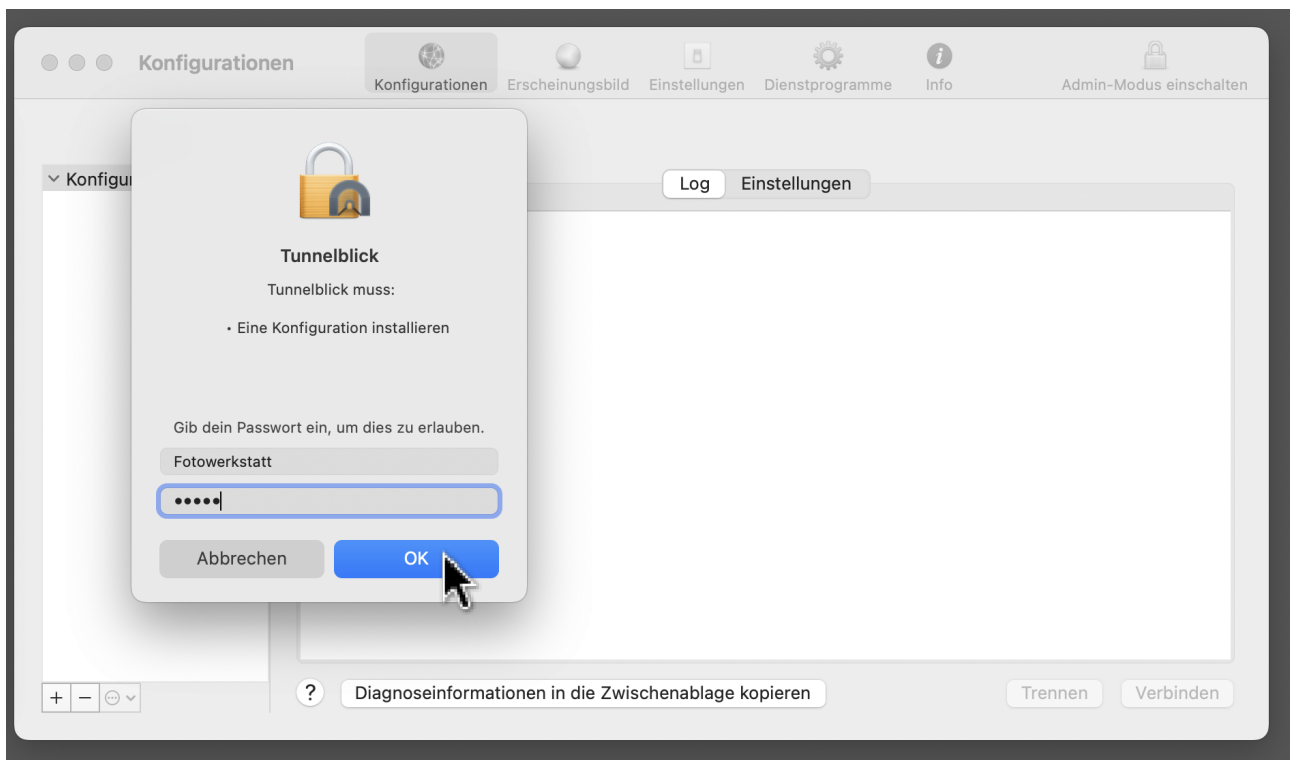 Konfigurationen
Konfigurationen
Erscheinungsbild
Einstellungen
Dienstprogramme
Info
Admin-Modus einschalten
Konfigu
Log
Einstellungen
Tunnelblick
Tunnelblick muss:
• Eine Konfiguration installieren
Gib dein Passwort ein, um dies zu erlauben.
Fotowerkstatt
•••••
Abbrechen
OK
+ −
?
Diagnoseinformationen in die Zwischenablage kopieren
Trennen
Verbinden